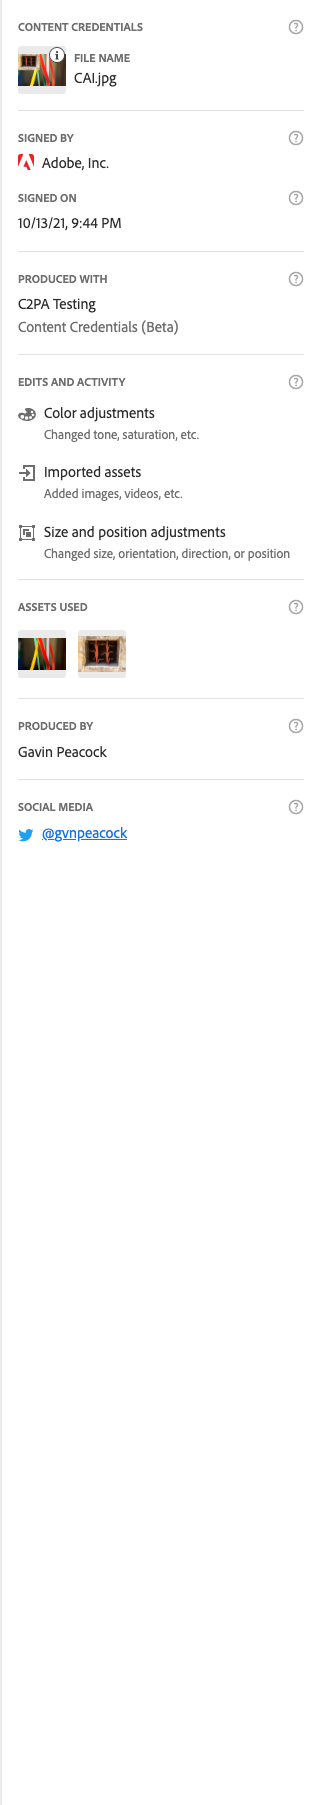 CONTENT CREDENTIALS
FILE NAME
CAI.jpg
SIGNED BY
Adobe, Inc.
SIGNED ON
10/13/21, 9:44 PM
PRODUCED WITH
C2PA Testing
Content Credentials (Beta)
EDITS AND ACTIVITY
Color adjustments
Changed tone, saturation, etc.
Imported assets
Added images, videos, etc.
Size and position adjustments
Changed size, orientation, direction, or position
ASSETS USED
PRODUCED BY
Gavin Peacock
SOCIAL MEDIA
@gvnpeacock